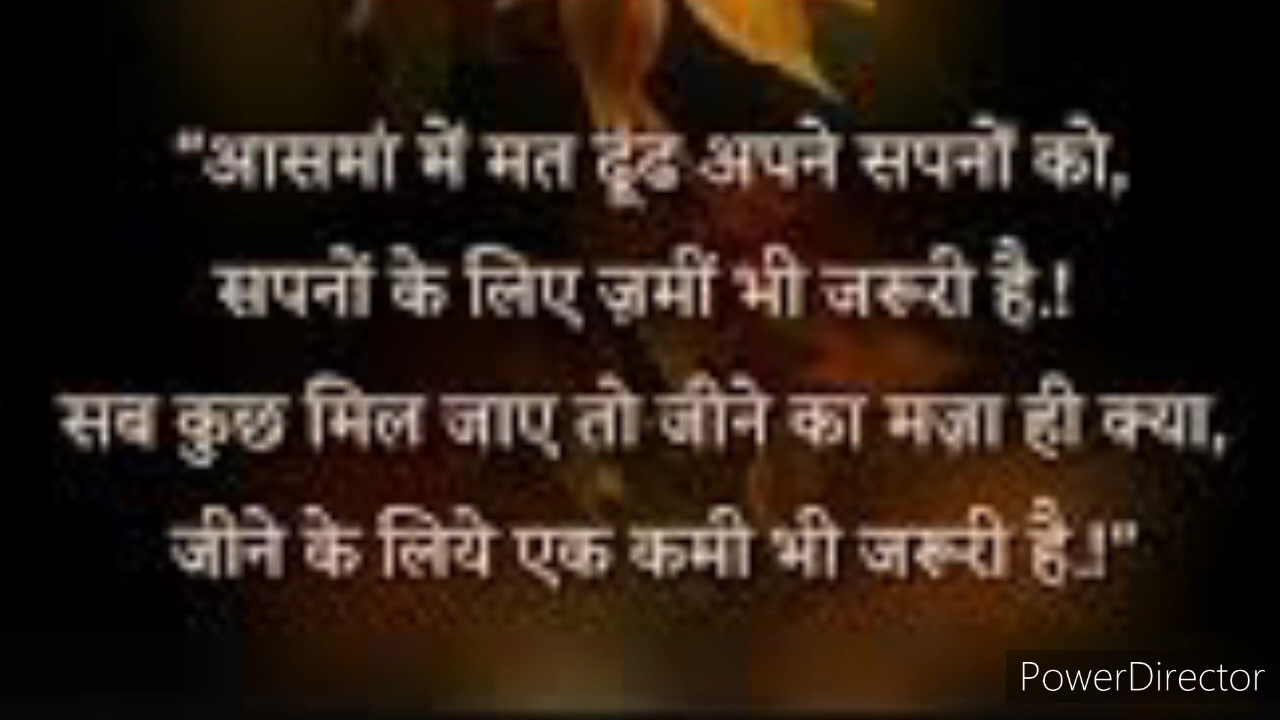 "आसमां में मत ढूंढ अपने सपनों को,
सपनों के लिए ज़मीं भी जरूरी है.!
सब कुछ मिल जाए तो जीने का मज़ा ही क्या,
जीने के लिये एक कमी भी जरूरी है.!"
PowerDirector